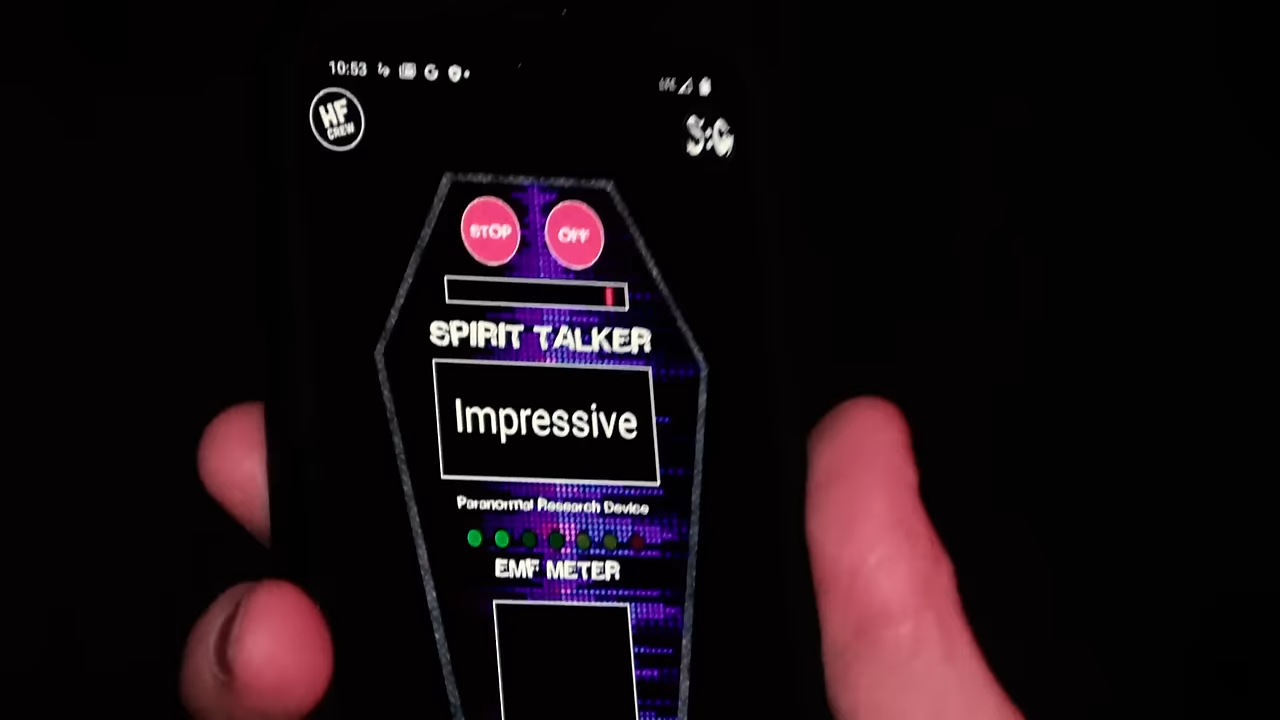 10:53
HF
CREW
S:G
STOP OFF
SPIRIT TALKER
Impressive
Paranormal Research Device
EMF METER